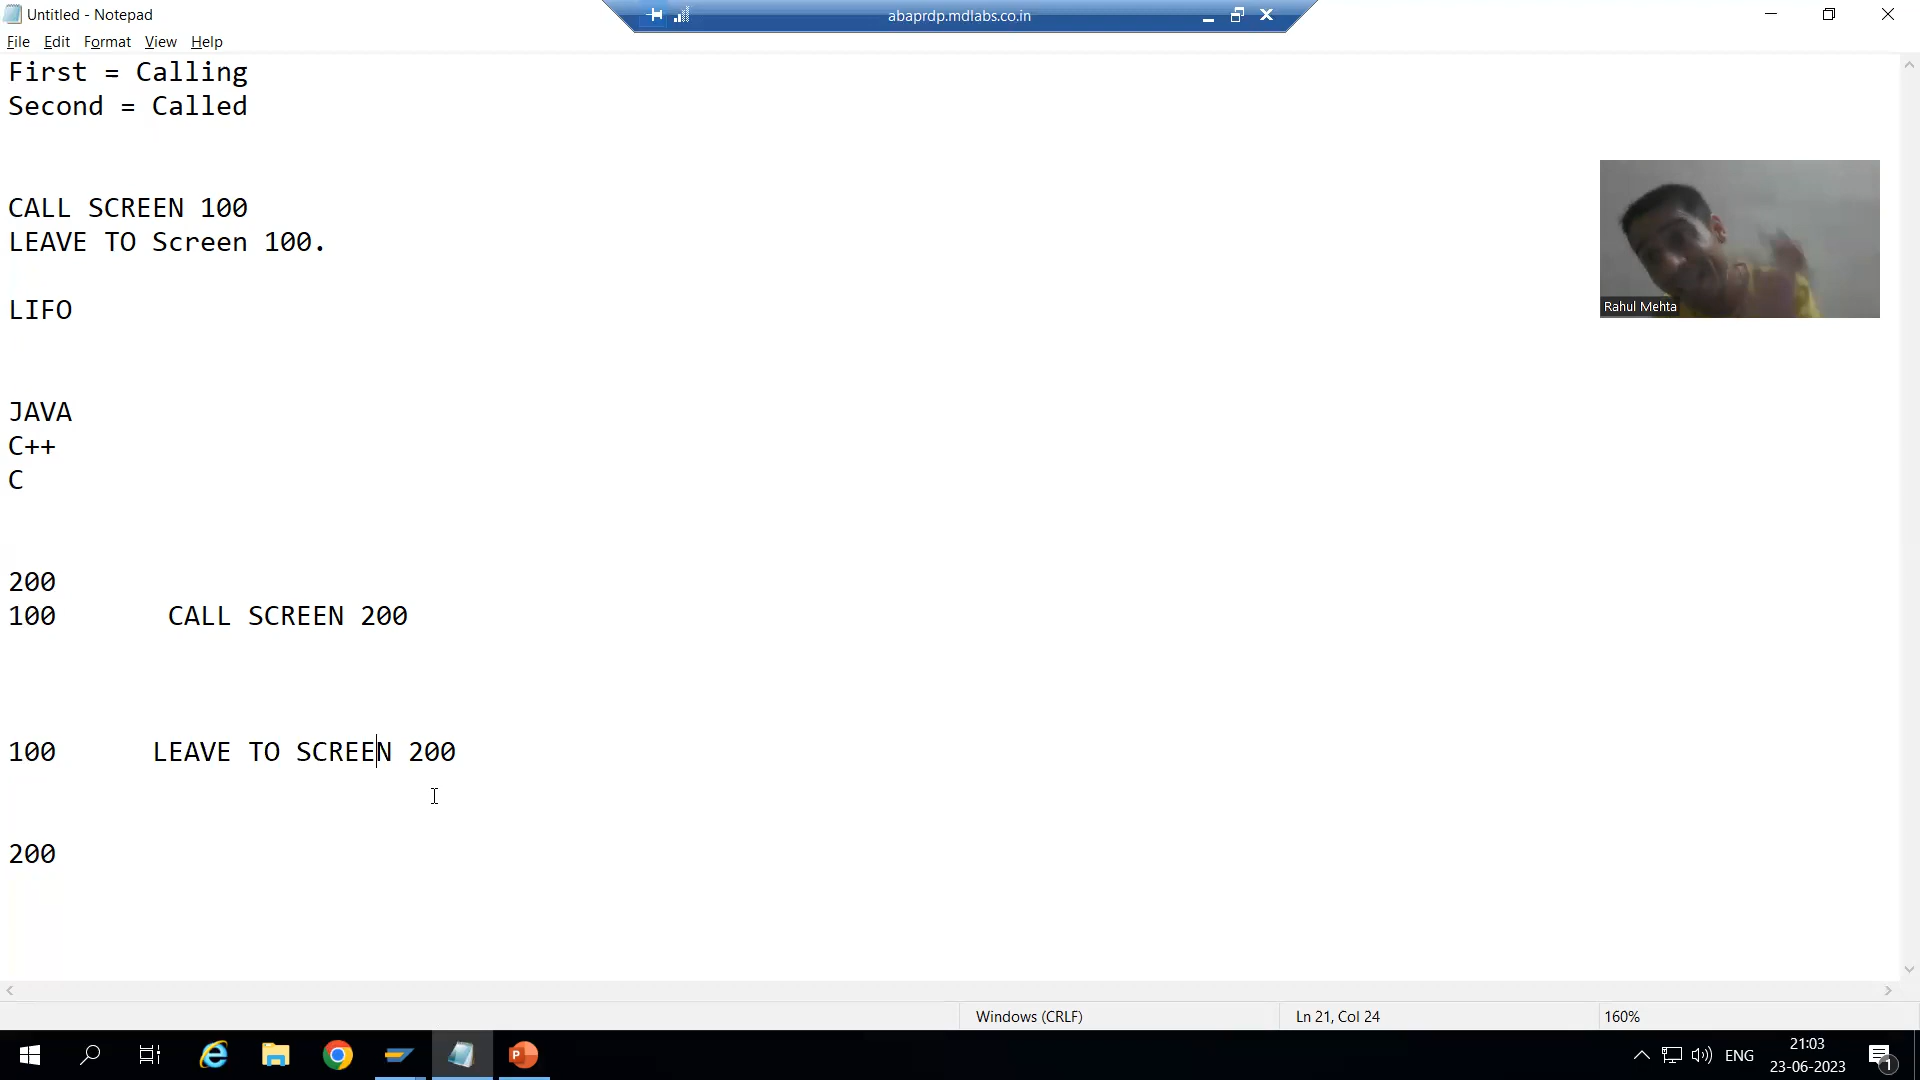 Untitled - Notepad
abaprdp.mdlabs.co.in
File Edit Format View Help
First = Calling
Second = Called
CALL SCREEN 100
LEAVE TO Screen 100.
LIFO
JAVA
C++
C
200
100 CALL SCREEN 200
100 LEAVE TO SCREEN 200
200
Rahul Mehta
Windows (CRLF) Ln 21, Col 24 160%
ENG
21:03
23-06-2023
1